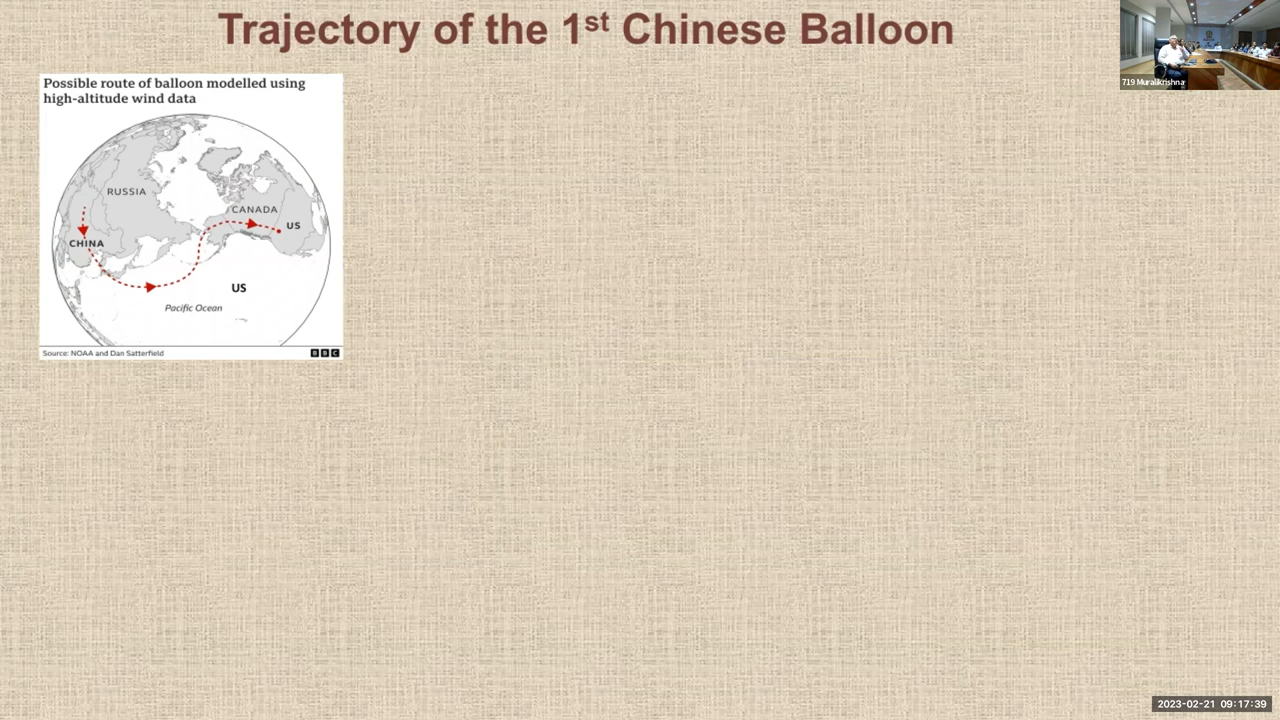 Trajectory of the 1st Chinese Balloon
719 Muralikrishna
Possible route of balloon modelled using
high-altitude wind data
RUSSIA
CANADA
US
CHINA
US
Pacific Ocean
Source: NOAA and Dan Satterfield
BBC
2023-02-21 09:17:39